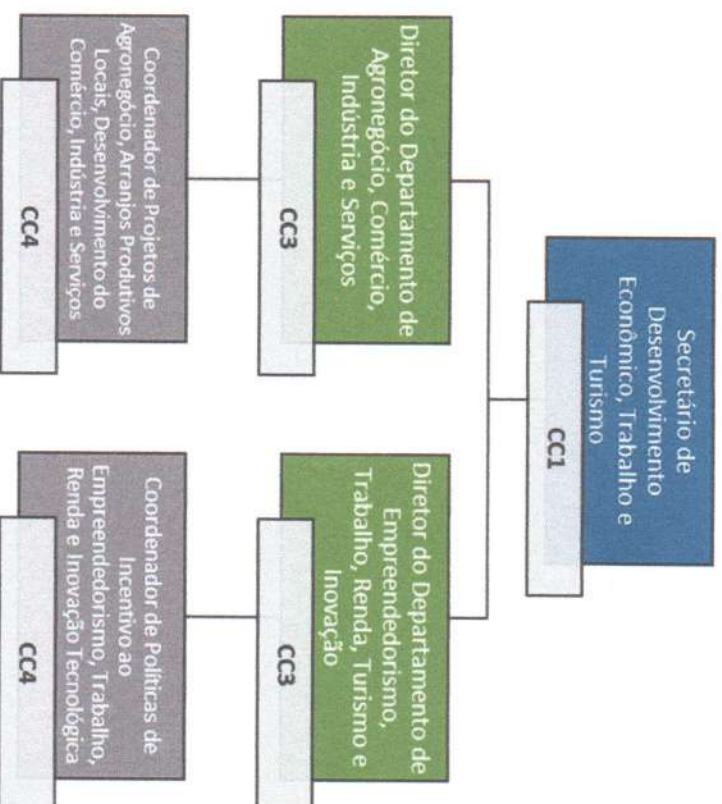 Secretário de
Desenvolvimento
Econômico, Trabalho e
Turismo
CC1
Diretor do Departamento de
Agronegócio, Comércio,
Indústria e Serviços
CC3
Diretor do Departamento de
Empreendedorismo,
Trabalho, Renda, Turismo e
Inovação
CC3
Coordenador de Projetos de
Agronegócio, Arranjos Produtivos
Locais, Desenvolvimento do
Comércio, Indústria e Serviços
CC4
Coordenador de Políticas de
Incentivo ao
Empreendedorismo, Trabalho,
Renda e Inovação Tecnológica
CC4